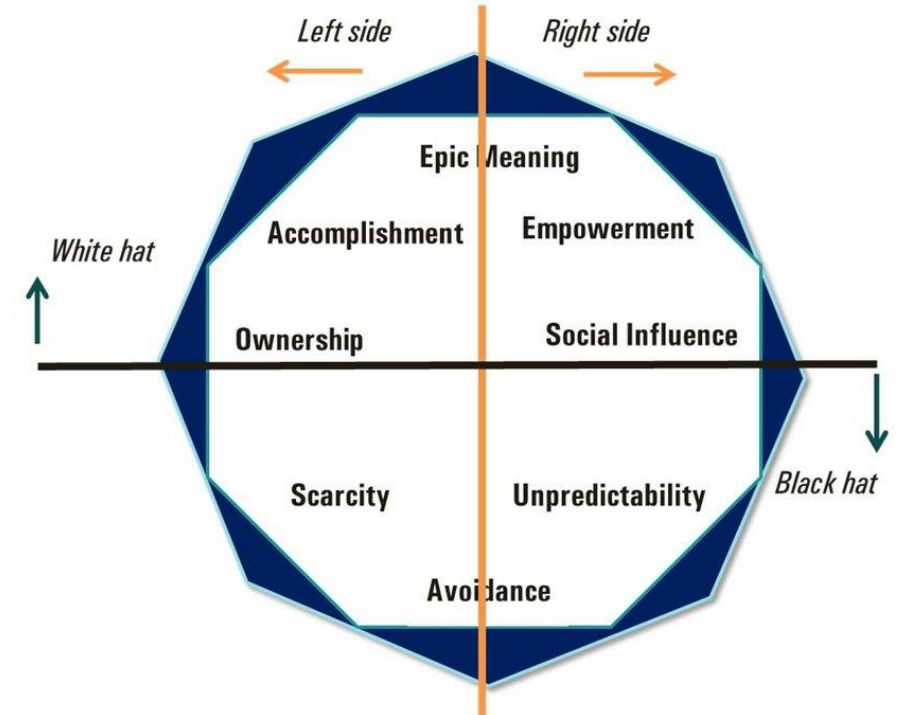 Left side
Right side
Epic Meaning
Accomplishment
Empowerment
White hat
Ownership
Social Influence
Scarcity
Unpredictability
Black hat
Avoidance